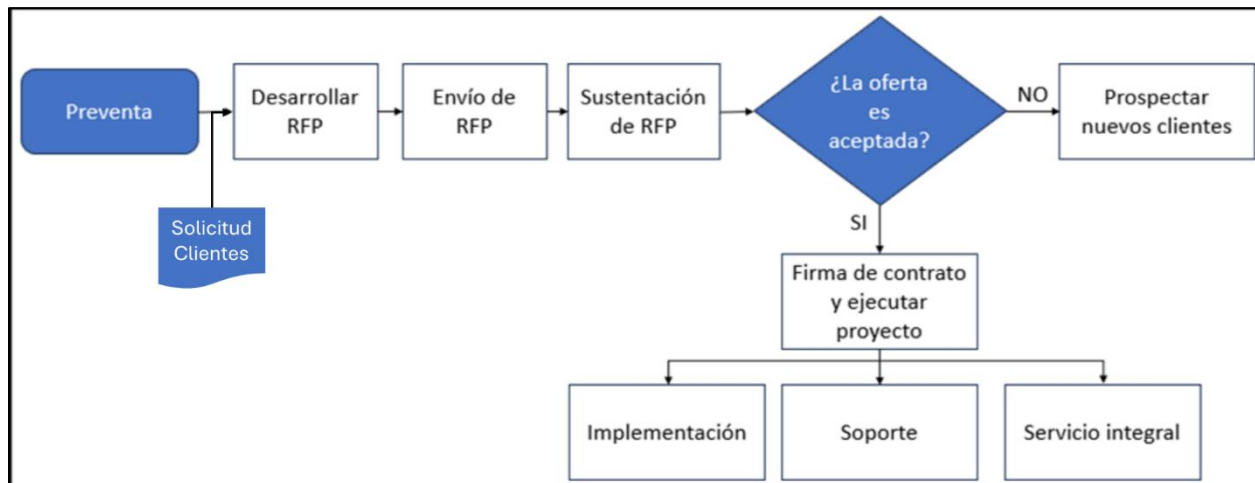 Preventa
Desarrollar
RFP
Envío de
RFP
Sustentación
de RFP
¿La oferta
es
aceptada?
NO
Prospectar
nuevos clientes
Solicitud
Clientes
SI
Firma de contrato
y ejecutar
proyecto
Implementación
Soporte
Servicio integral